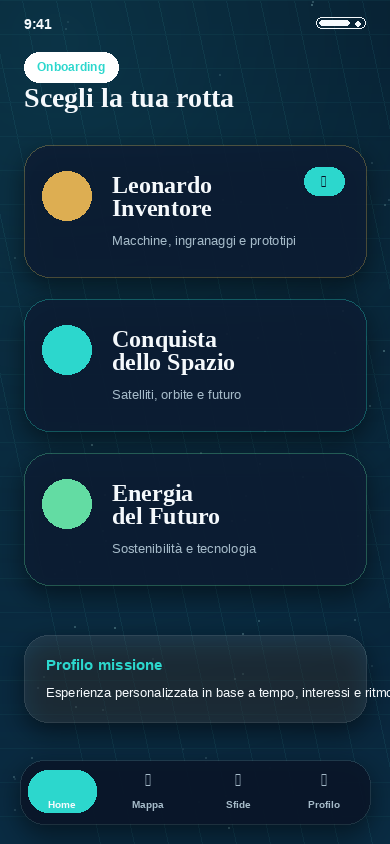 9:41
Onboarding
Scegli la tua rotta
Leonardo
Inventore
Macchine, ingranaggi e prototipi
Conquista
dello Spazio
Satelliti, orbite e futuro
Energia
del Futuro
Sostenibilità e tecnologia
Profilo missione
Esperienza personalizzata in base a tempo, interessi e ritmo
Home
Mappa
Sfide
Profilo